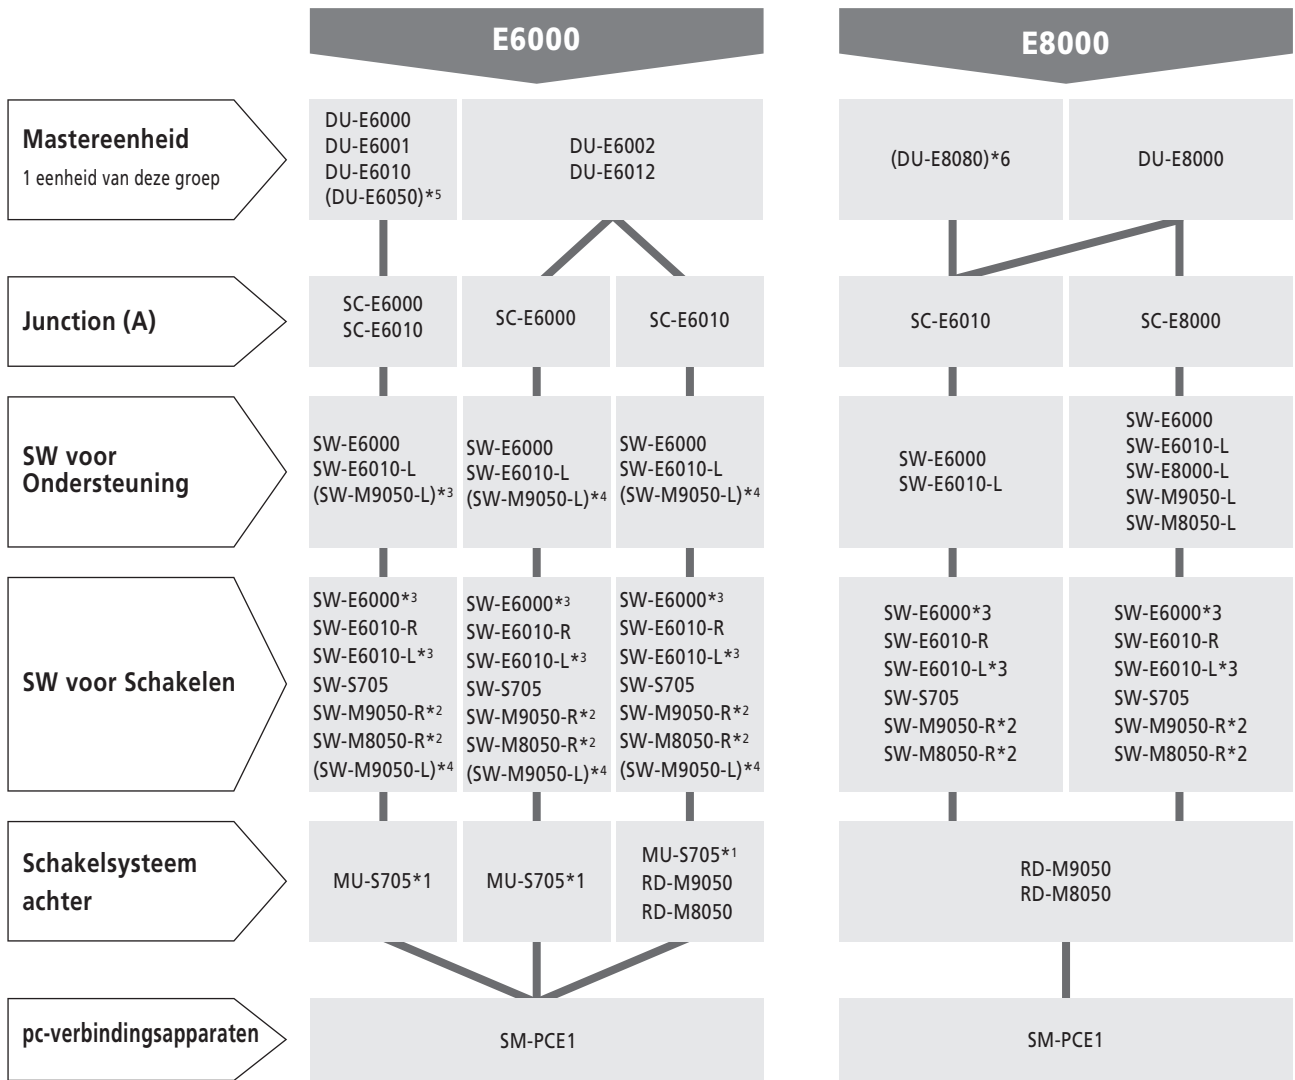 E6000
E8000
Mastereenheid
1 eenheid van deze groep
DU-E6000
DU-E6001
DU-E6010
(DU-E6050)*5
DU-E6002
DU-E6012
(DU-E8080)*6
DU-E8000
Junction (A)
SC-E6000
SC-E6010
SC-E6000
SC-E6010
SC-E6010
SC-E8000
SW voor
Ondersteuning
SW-E6000
SW-E6010-L
(SW-M9050-L)*3
SW-E6000
SW-E6010-L
(SW-M9050-L)*4
SW-E6000
SW-E6010-L
(SW-M9050-L)*4
SW-E6000
SW-E6010-L
SW-E6000
SW-E6010-L
SW-E8000-L
SW-M9050-L
SW-M8050-L
SW voor Schakelen
SW-E6000*3
SW-E6010-R
SW-E6010-L*3
SW-S705
SW-M9050-R*2
SW-M8050-R*2
(SW-M9050-L)*4
SW-E6000*3
SW-E6010-R
SW-E6010-L*3
SW-S705
SW-M9050-R*2
SW-M8050-R*2
(SW-M9050-L)*4
SW-E6000*3
SW-E6010-R
SW-E6010-L*3
SW-S705
SW-M9050-R*2
SW-M8050-R*2
(SW-M9050-L)*4
SW-E6000*3
SW-E6010-R
SW-E6010-L*3
SW-S705
SW-M9050-R*2
SW-M8050-R*2
SW-E6000*3
SW-E6010-R
SW-E6010-L*3
SW-S705
SW-M9050-R*2
SW-M8050-R*2
Schakelsysteem
achter
MU-S705*1
MU-S705*1
MU-S705*1
RD-M9050
RD-M8050
RD-M9050
RD-M8050
pc-verbindingsapparaten
SM-PCE1
SM-PCE1